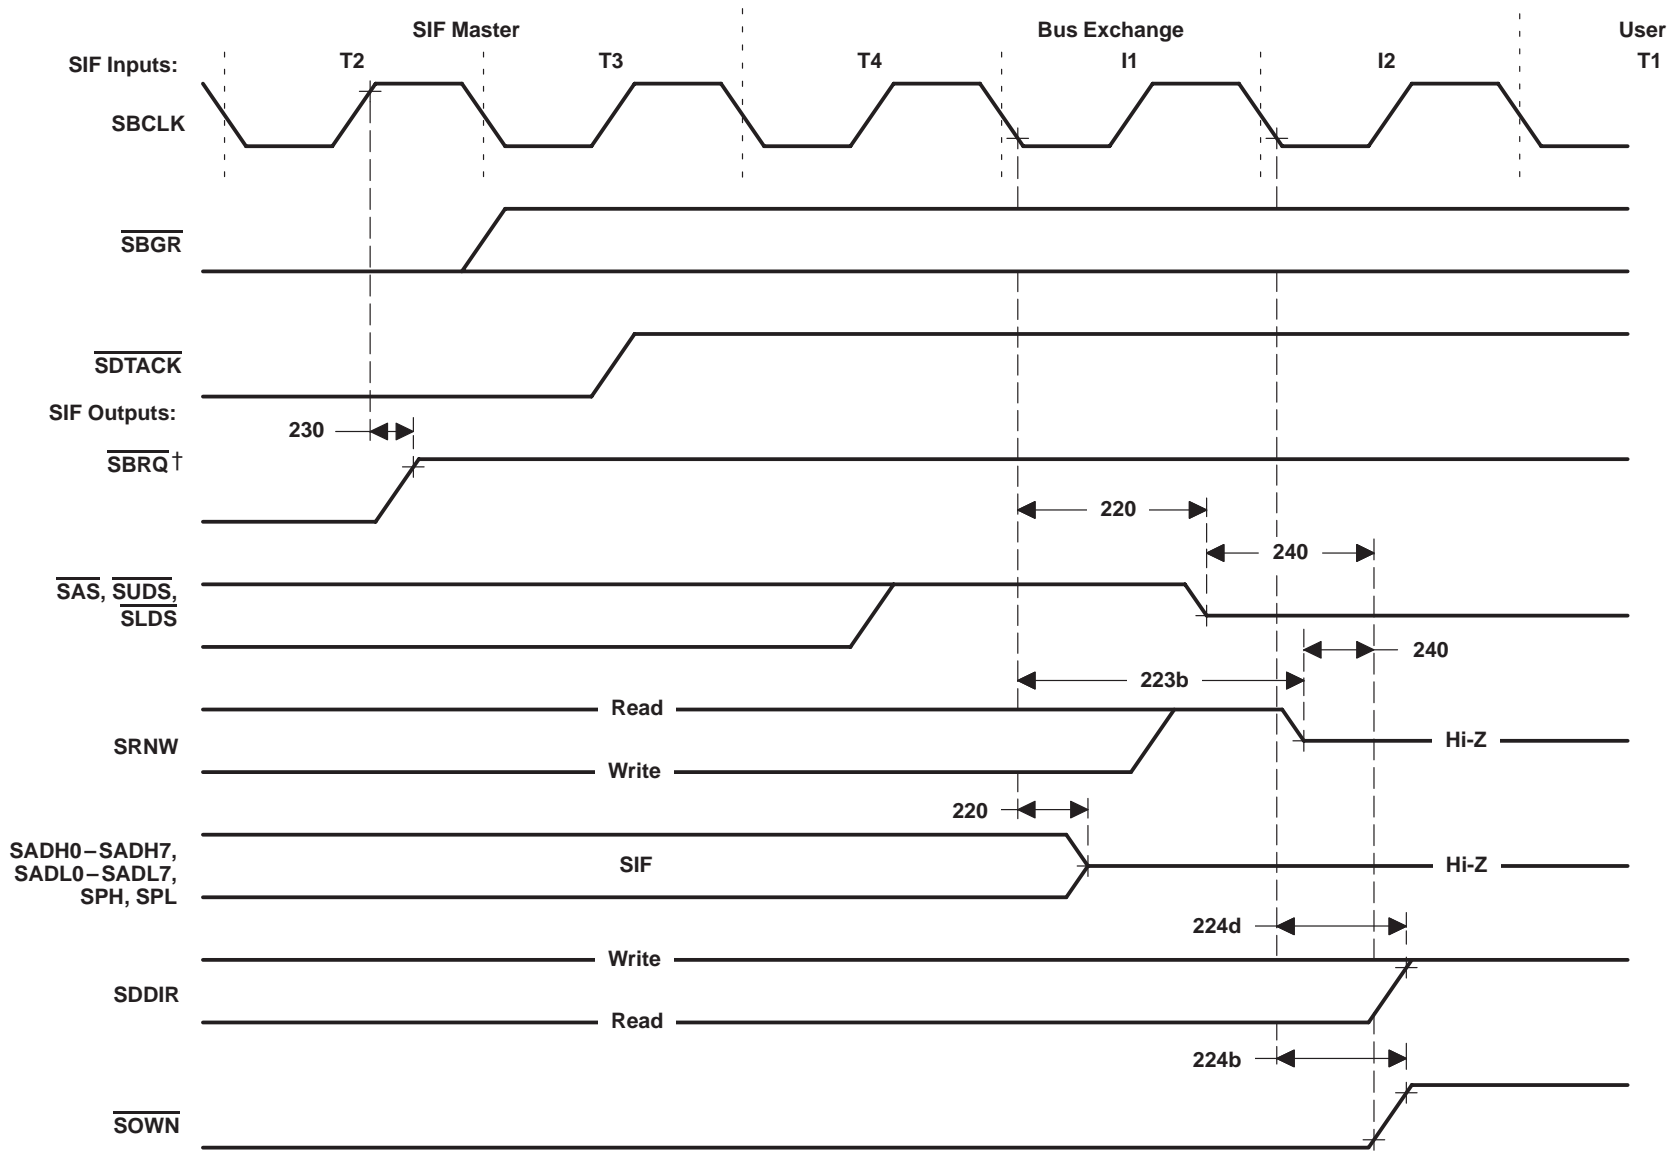 SIF Master
Bus Exchange
User
SIF Inputs:
T2
T3
T4
I1
I2
T1
SBCLK
SBGR
SDTACK
SIF Outputs:
230
SBRQ†
220
240
SAS, SUDS,
SLDS
240
223b
Read
SRNW
Hi-Z
Write
220
SADH0–SADH7,
SADL0–SADL7,
SPH, SPL
SIF
Hi-Z
224d
Write
SDDIR
Read
224b
SOWN